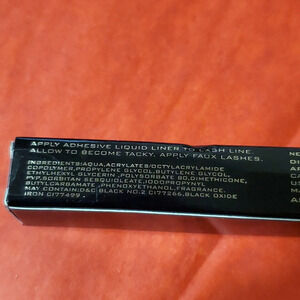 APPLY ADHESIVE LIQUID LINER TO LASH LINE.
ALLOW TO BECOME TACKY, APPLY FAUX LASHES.
INGREDIENTS:AQUA,ACRYLATES/OCTYLACRYLAMIDE
COPOLYMER,PROPYLENE GLYCOL,BUTYLENE GLYCOL,
ETHYLHEXYL GLYCERIN ,POLYSORBATE 80,DIMETHICONE,
PVP,SORBITAN SESQUIOLEATE,IODOPROPYNYL
BUTYLCARBAMATE ,PHENOXYETHANOL,FRAGRANCE.
MAY CONTAIN:D&C BLACK NO.2 CI77266,BLACK OXIDE
IRON CI77499